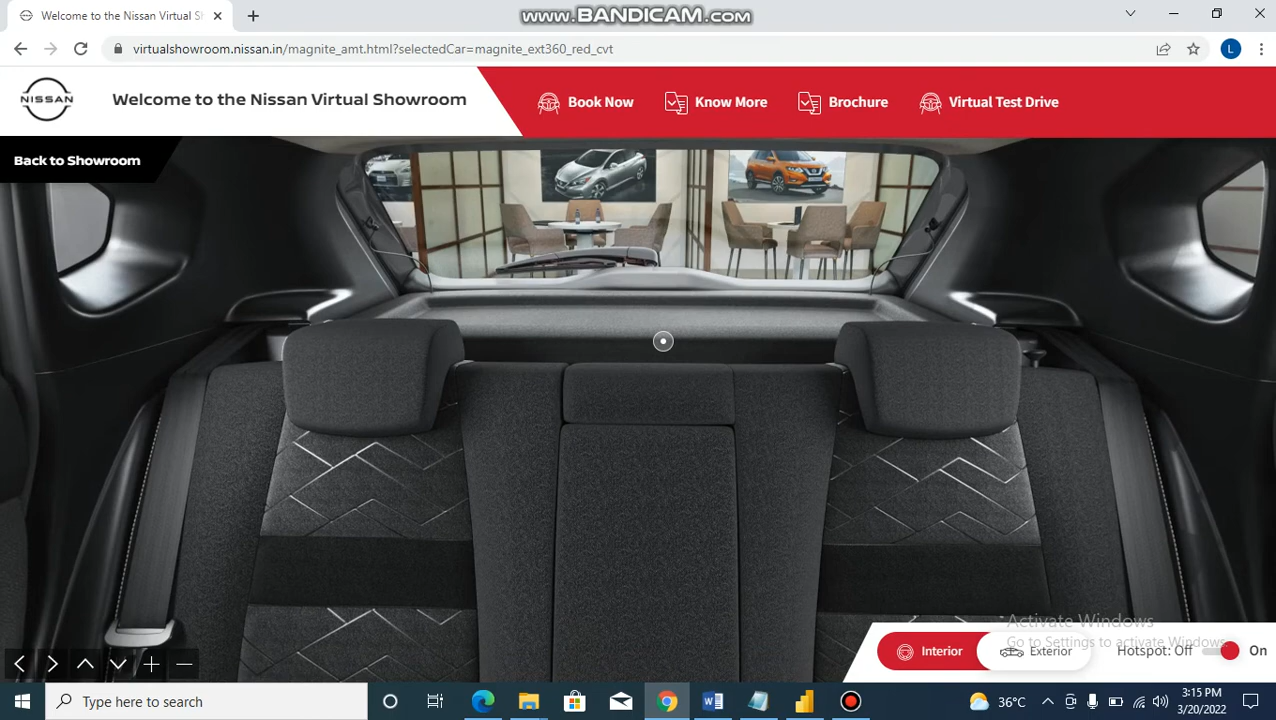 Welcome to the Nissan Virtual Sh
www.BANDICAM.com
virtualshowroom.nissan.in/magnite_amt.html?selectedCar=magnite_ext360_red_cvt
L
NISSAN
Welcome to the Nissan Virtual Showroom
Book Now
Know More
Brochure
Virtual Test Drive
Back to Showroom
Activate Windows
Go to Settings to activate Windows.
Interior
Exterior
Hotspot: Off
On
Type here to search
36°C
3:15 PM
3/20/2022